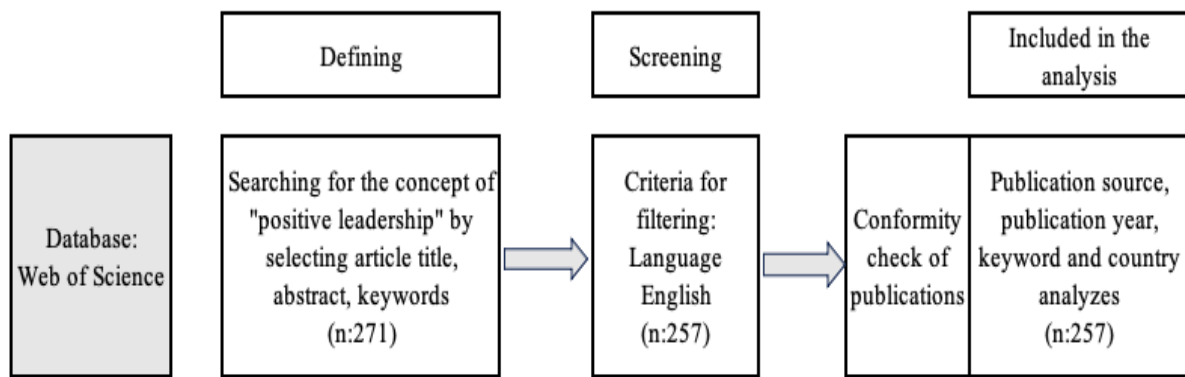 Defining
Screening
Included in the
analysis
Database:
Web of Science
Searching for the concept of
"positive leadership" by
selecting article title,
abstract, keywords
(n:271)
Criteria for
filtering:
Language
English
(n:257)
Conformity
check of
publications
Publication source,
publication year,
keyword and country
analyzes
(n:257)